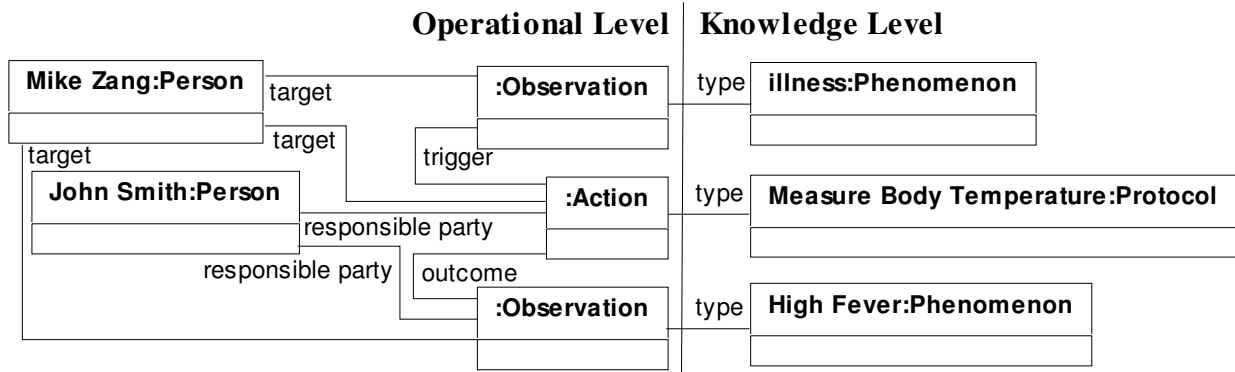 Operational Level
Knowledge Level
Mike Zang:Person
target
:Observation
type
illness:Phenomenon
target
target
trigger
John Smith:Person
:Action
type
Measure Body Temperature:Protocol
responsible party
responsible party
outcome
:Observation
type
High Fever:Phenomenon